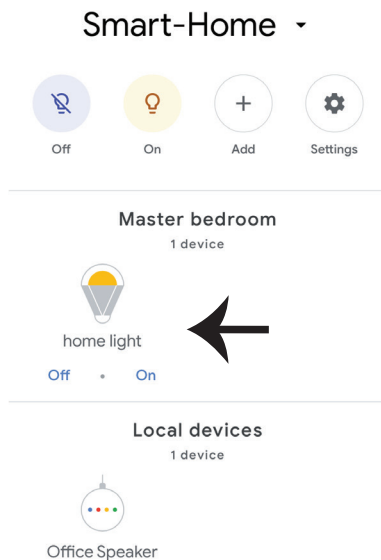 Smart-Home
Off On Add Settings
Master bedroom
1 device
home light
Off • On
Local devices
1 device
Office Speaker